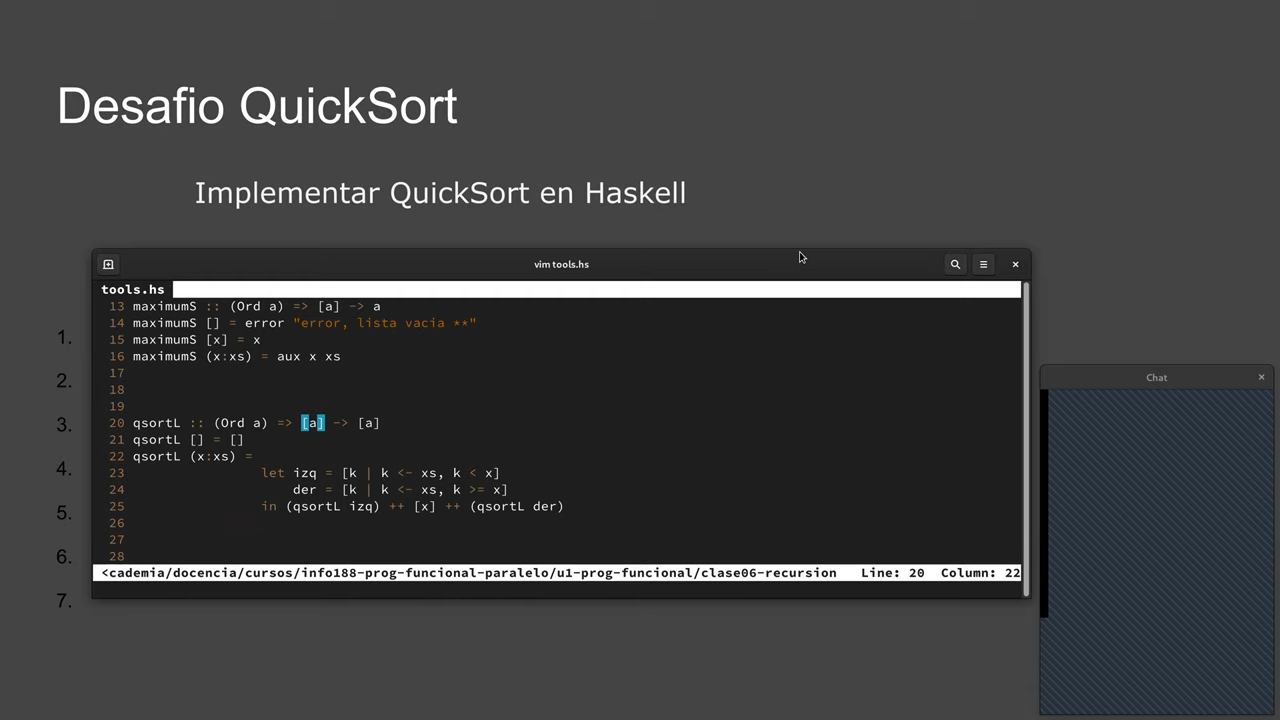 Desafio QuickSort
Implementar QuickSort en Haskell
vim tools.hs
tools.hs
13 maximumS :: (Ord a) => [a] -> a
14 maximumS [] = error "error, lista vacia **"
15 maximumS [x] = x
16 maximumS (x:xs) = aux x xs
17
18
19
20 qsortL :: (Ord a) => [a] -> [a]
21 qsortL [] = []
22 qsortL (x:xs) =
23 let izq = [k | k <- xs, k < x]
24 der = [k | k <- xs, k >= x]
25 in (qsortL izq) ++ [x] ++ (qsortL der)
26
27
28
<cademia/docencia/cursos/info188-prog-funcional-paralelo/u1-prog-funcional/clase06-recursion Line: 20 Column: 22
1.
2.
3.
4.
5.
6.
7.
Chat